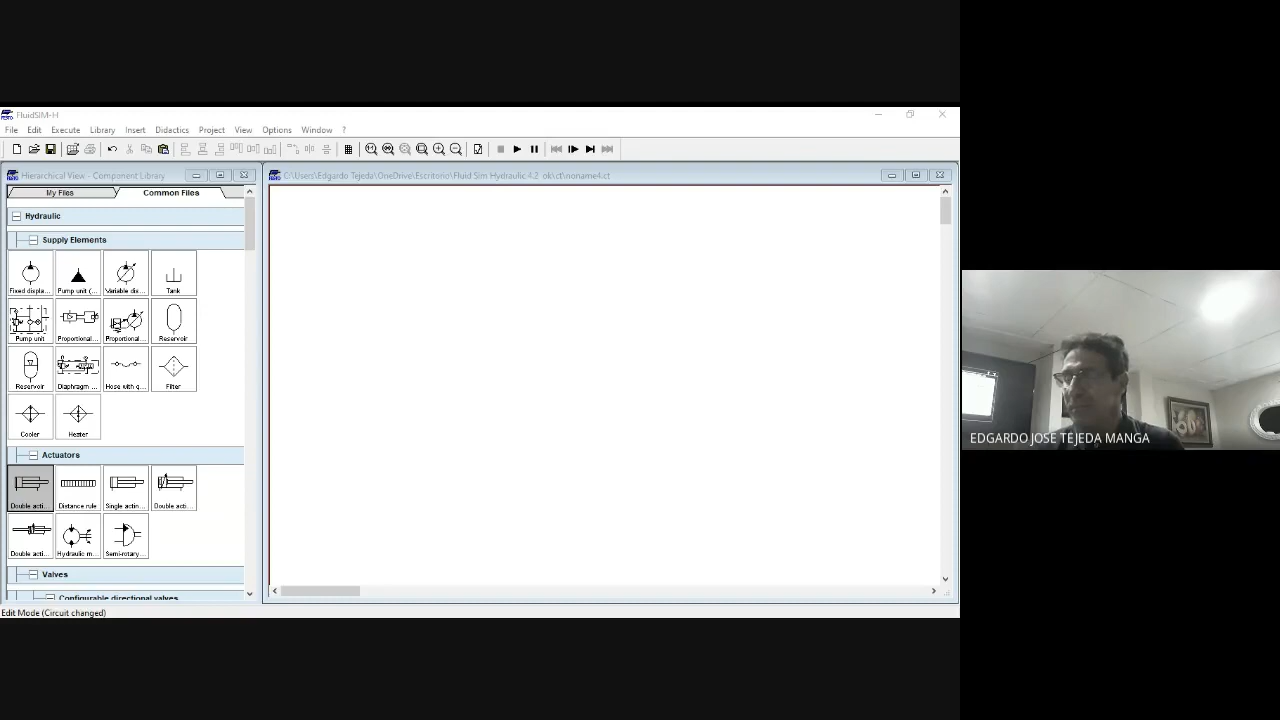 FluidSIM-H
File Edit Execute Library Insert Didactics Project View Options Window ?
Hierarchical View - Component Library
C:\Users\Edgardo Tejeda\OneDrive\Escritorio\Fluid Sim Hydraulic 4.2 ok\ct\noname4.ct
My Files Common Files
Hydraulic
Supply Elements
Fixed displa... Pump unit (... Variable dis... Tank
Pump unit Proportional... Proportional... Reservoir
Reservoir Diaphragm ... Hose with q... Filter
Cooler Heater
Actuators
Double acti... Distance rule Single actin... Double acti...
Double acti... Hydraulic m... Semi-rotary...
Valves
Configurable directional valves
Edit Mode (Circuit changed)
EDGARDO JOSE TEJEDA MANGA